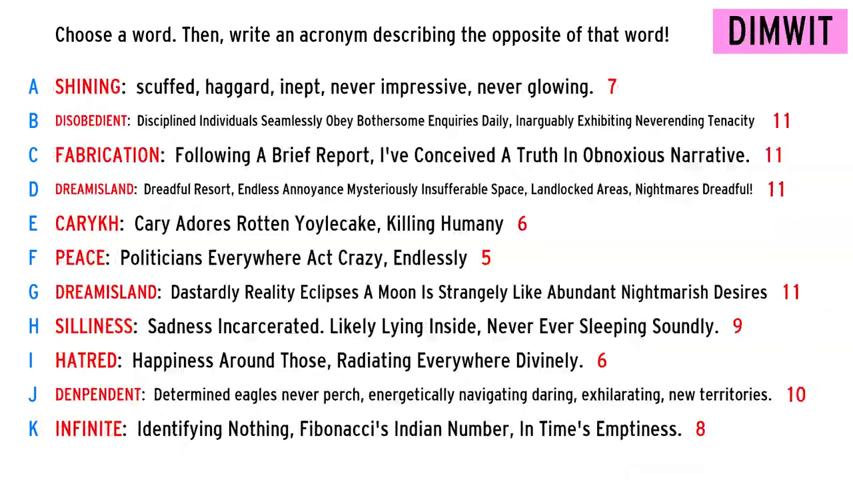 Choose a word. Then, write an acronym describing the opposite of that word!
DIMWIT
A SHINING: scuffed, haggard, inept, never impressive, never glowing. 7
B DISOBEDIENT: Disciplined Individuals Seamlessly Obey Bothersome Enquiries Daily, Inarguably Exhibiting Neverending Tenacity 11
C FABRICATION: Following A Brief Report, I've Conceived A Truth In Obnoxious Narrative. 11
D DREAMISLAND: Dreadful Resort, Endless Annoyance Mysteriously Insufferable Space, Landlocked Areas, Nightmares Dreadful! 11
E CARYKH: Cary Adores Rotten Yoylecake, Killing Humany 6
F PEACE: Politicians Everywhere Act Crazy, Endlessly 5
G DREAMISLAND: Dastardly Reality Eclipses A Moon Is Strangely Like Abundant Nightmarish Desires 11
H SILLINESS: Sadness Incarcerated. Likely Lying Inside, Never Ever Sleeping Soundly. 9
I HATRED: Happiness Around Those, Radiating Everywhere Divinely. 6
J DENPENDENT: Determined eagles never perch, energetically navigating daring, exhilarating, new territories. 10
K INFINITE: Identifying Nothing, Fibonacci's Indian Number, In Time's Emptiness. 8